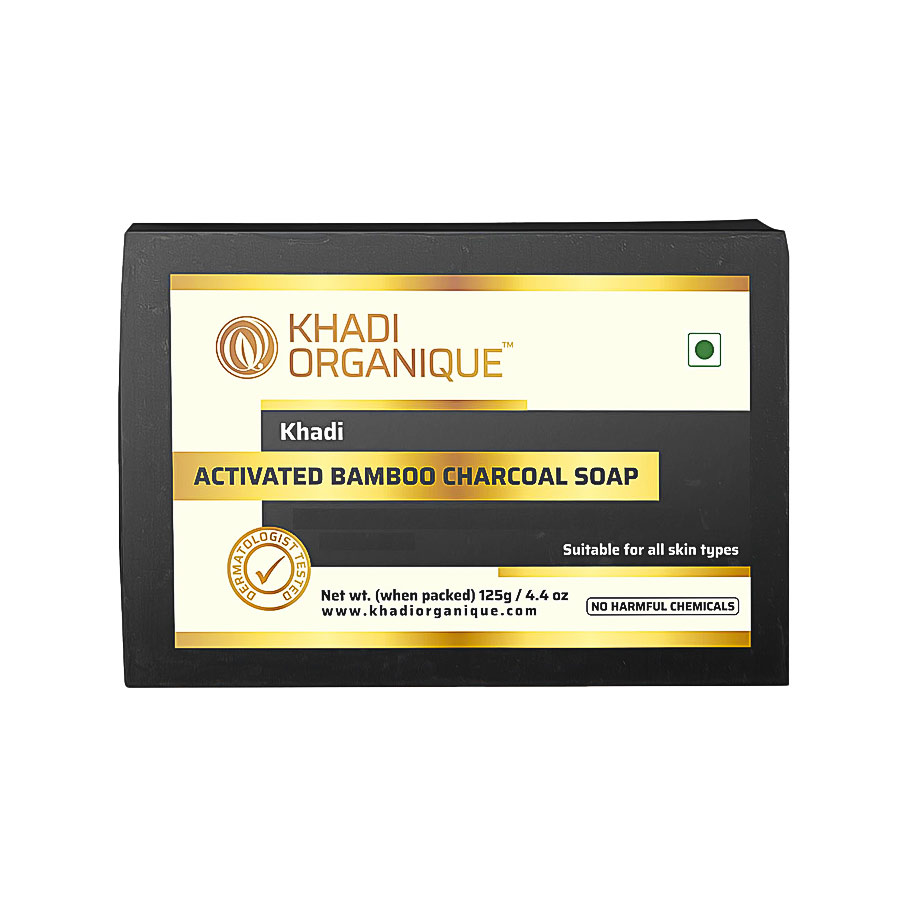 KHADI
ORGANIQUE™
Khadi
ACTIVATED BAMBOO CHARCOAL SOAP
Suitable for all skin types
DERMATOLOGIST TESTED
Net wt. (when packed) 125g / 4.4 oz
www.khadiorganique.com
NO HARMFUL CHEMICALS